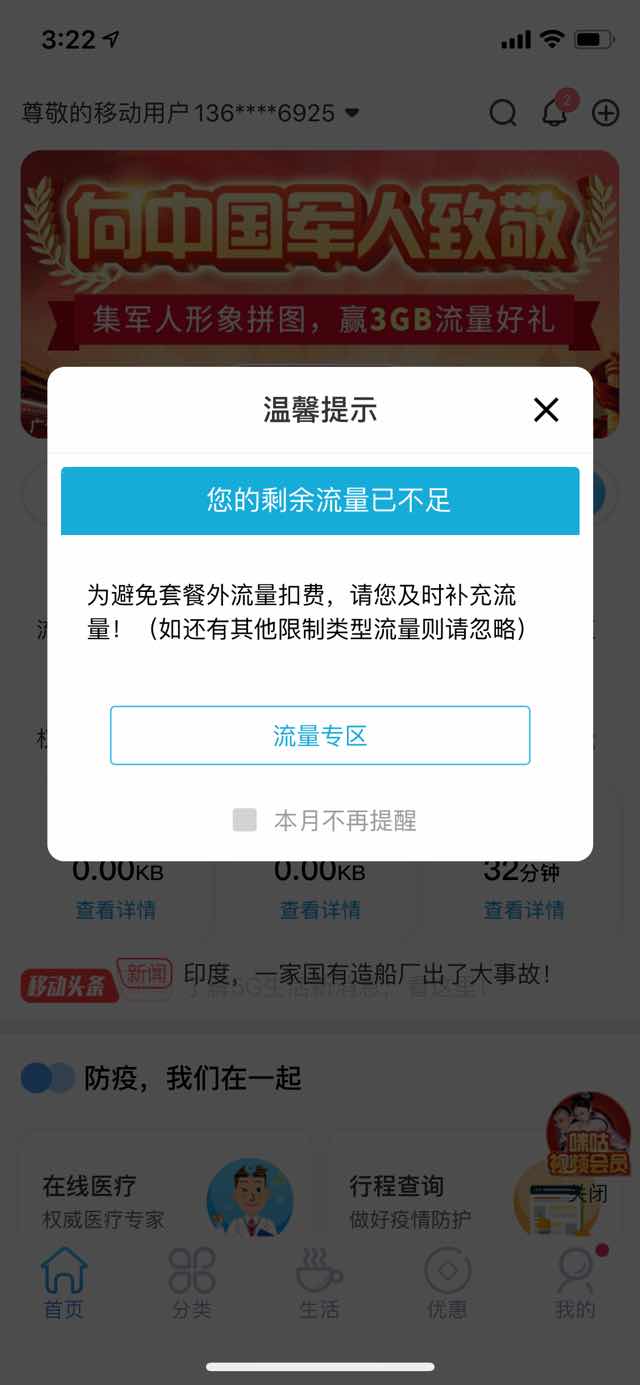 3:22
尊敬的移动用户 136****6925
2
向中国军人致敬
集军人形象拼图，赢3GB流量好礼
温馨提示
您的剩余流量已不足
为避免套餐外流量扣费，请您及时补充流
量！（如还有其他限制类型流量则请忽略）
流量专区
本月不再提醒
0.00KB 0.00KB 32分钟
查看详情 查看详情 查看详情
移动头条 新闻 印度，一家国有造船厂出了大事故！
防疫，我们在一起
咪咕
视频会员
关闭
在线医疗 行程查询
权威医疗专家 做好疫情防护
首页 分类 生活 优惠 我的